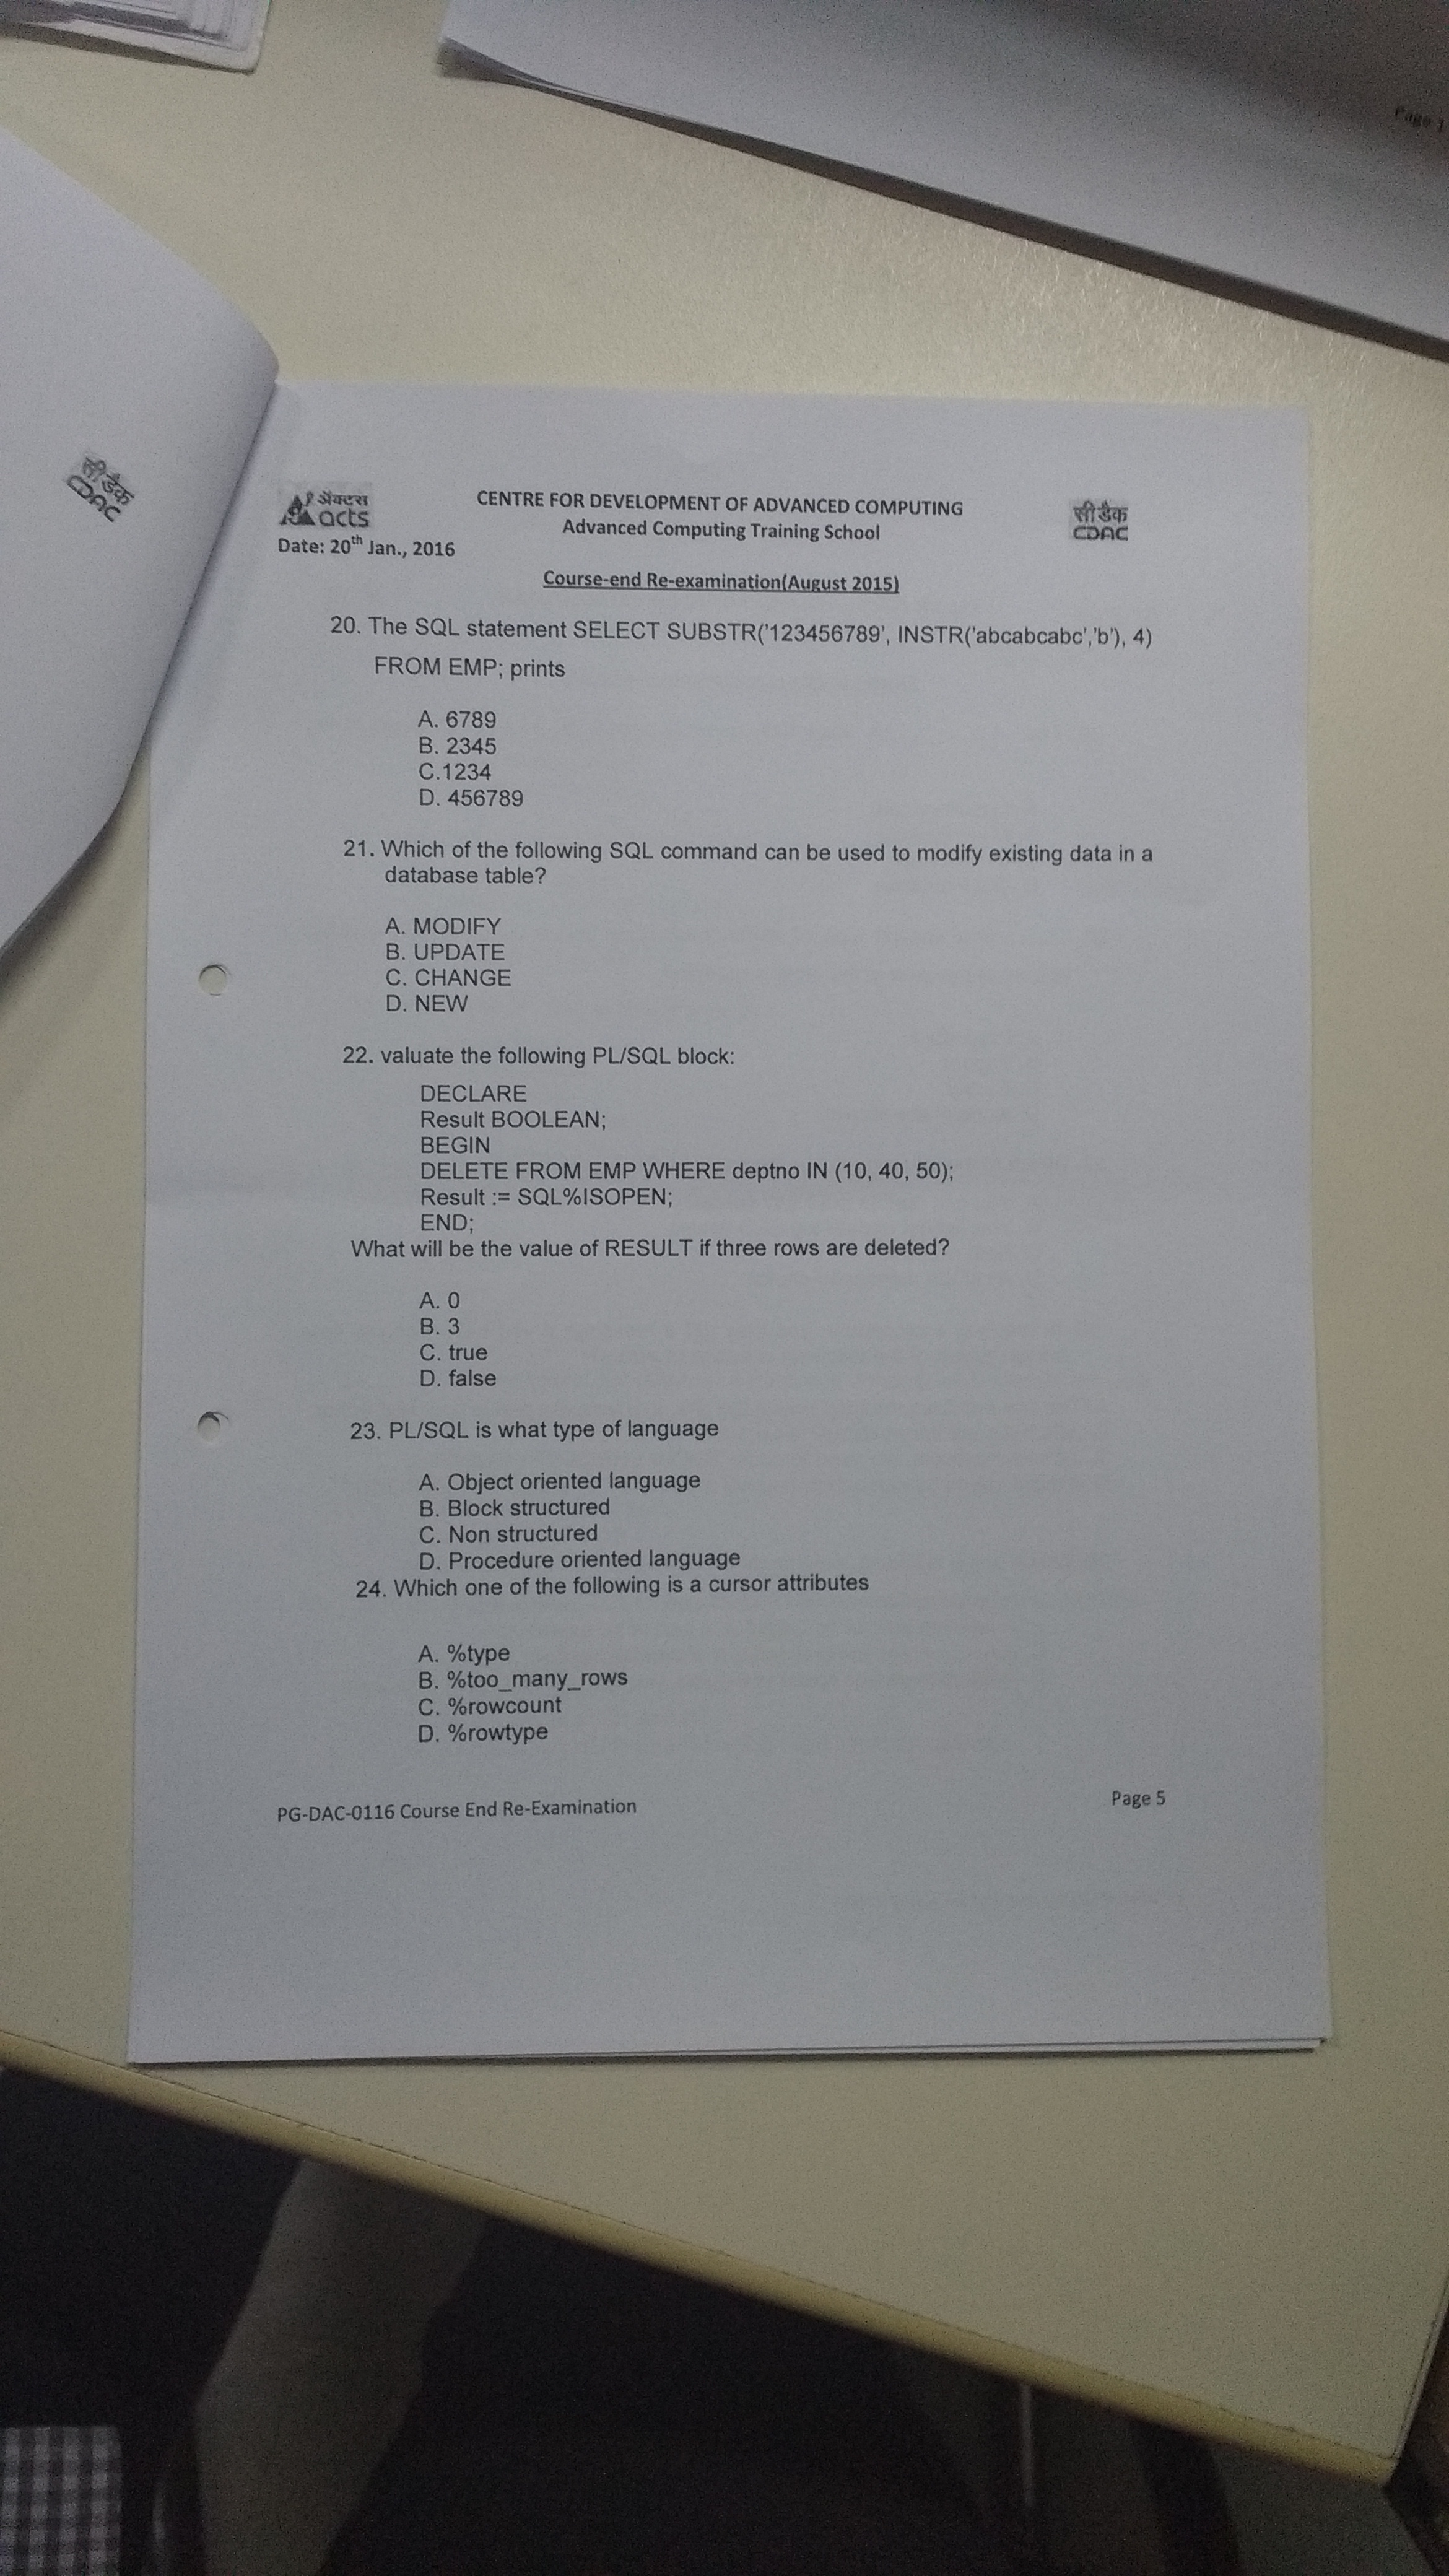 Page 1
सी डैक
CDAC
ॲक्टस
acts
CENTRE FOR DEVELOPMENT OF ADVANCED COMPUTING
Advanced Computing Training School
सी डैक
CDAC
Date: 20th Jan., 2016
Course-end Re-examination(August 2015)
20. The SQL statement SELECT SUBSTR('123456789', INSTR('abcabcabc','b'), 4)
FROM EMP; prints
A. 6789
B. 2345
C.1234
D. 456789
21. Which of the following SQL command can be used to modify existing data in a
database table?
A. MODIFY
B. UPDATE
C. CHANGE
D. NEW
22. valuate the following PL/SQL block:
DECLARE
Result BOOLEAN;
BEGIN
DELETE FROM EMP WHERE deptno IN (10, 40, 50);
Result := SQL%ISOPEN;
END;
What will be the value of RESULT if three rows are deleted?
A. 0
B. 3
C. true
D. false
23. PL/SQL is what type of language
A. Object oriented language
B. Block structured
C. Non structured
D. Procedure oriented language
24. Which one of the following is a cursor attributes
A. %type
B. %too_many_rows
C. %rowcount
D. %rowtype
PG-DAC-0116 Course End Re-Examination
Page 5